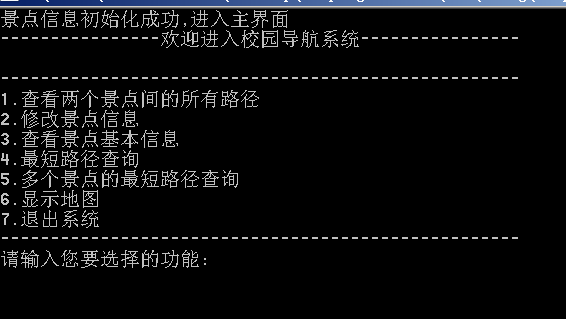 景点信息初始化成功,进入主界面
----------------欢迎进入校园导航系统----------------
----------------------------------------------------
1.查看两个景点间的所有路径
2.修改景点信息
3.查看景点基本信息
4.最短路径查询
5.多个景点的最短路径查询
6.显示地图
7.退出系统
----------------------------------------------------
请输入您要选择的功能: